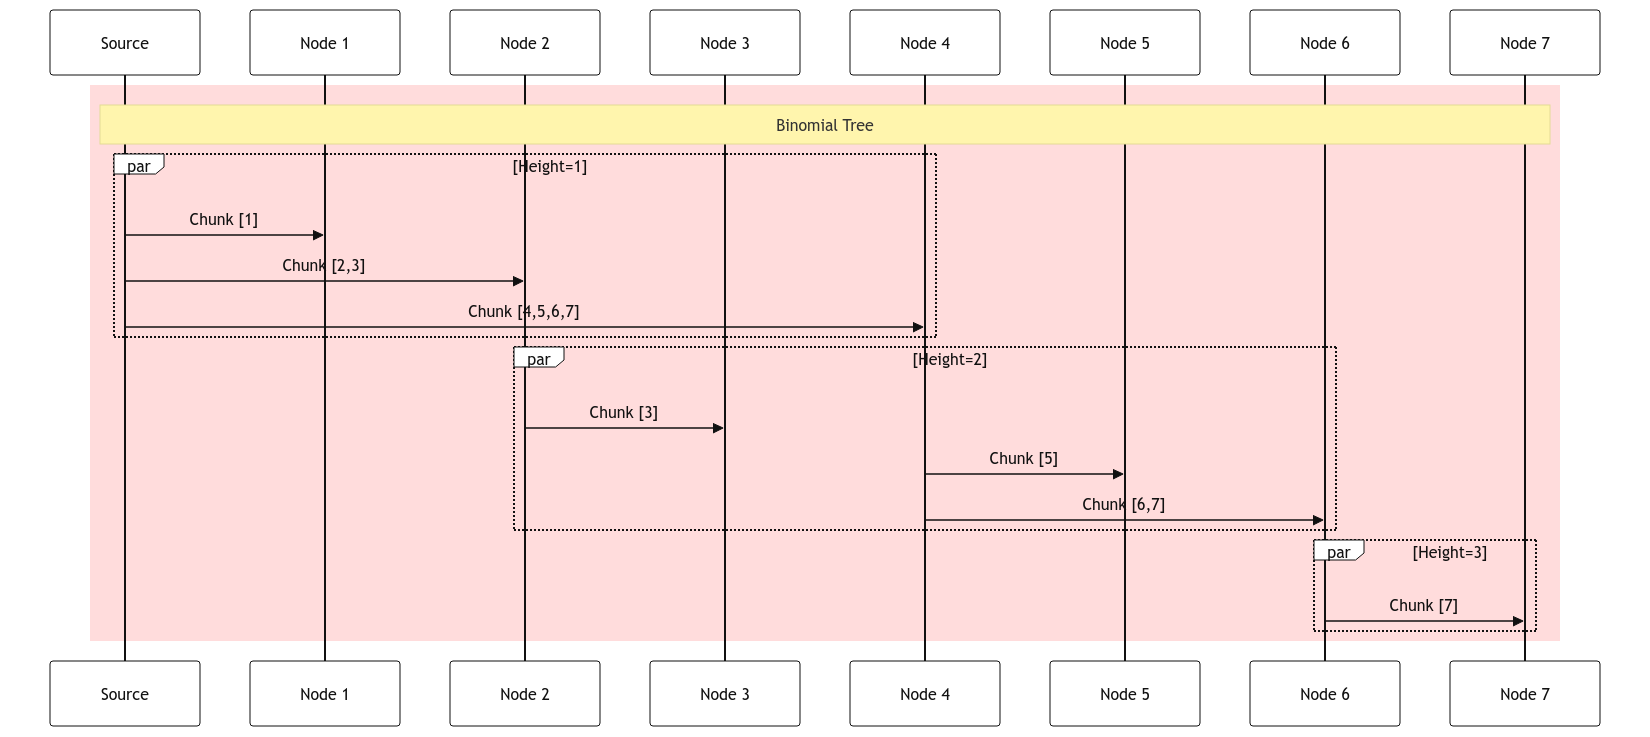 Source
Node 1
Node 2
Node 3
Node 4
Node 5
Node 6
Node 7
Binomial Tree
par
[Height=1]
Chunk [1]
Chunk [2,3]
Chunk [4,5,6,7]
par
[Height=2]
Chunk [3]
Chunk [5]
Chunk [6,7]
par
[Height=3]
Chunk [7]
Source
Node 1
Node 2
Node 3
Node 4
Node 5
Node 6
Node 7